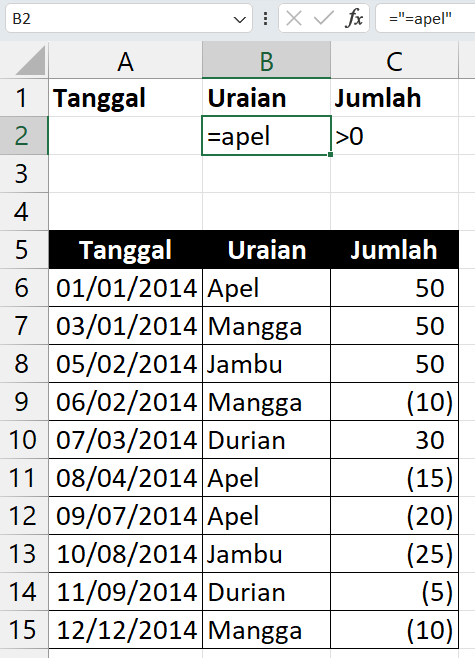 B2 fx ="=apel"
A B C
1 Tanggal Uraian Jumlah
2 =apel >0
3
4
5 Tanggal Uraian Jumlah
6 01/01/2014 Apel 50
7 03/01/2014 Mangga 50
8 05/02/2014 Jambu 50
9 06/02/2014 Mangga (10)
10 07/03/2014 Durian 30
11 08/04/2014 Apel (15)
12 09/07/2014 Apel (20)
13 10/08/2014 Jambu (25)
14 11/09/2014 Durian (5)
15 12/12/2014 Mangga (10)